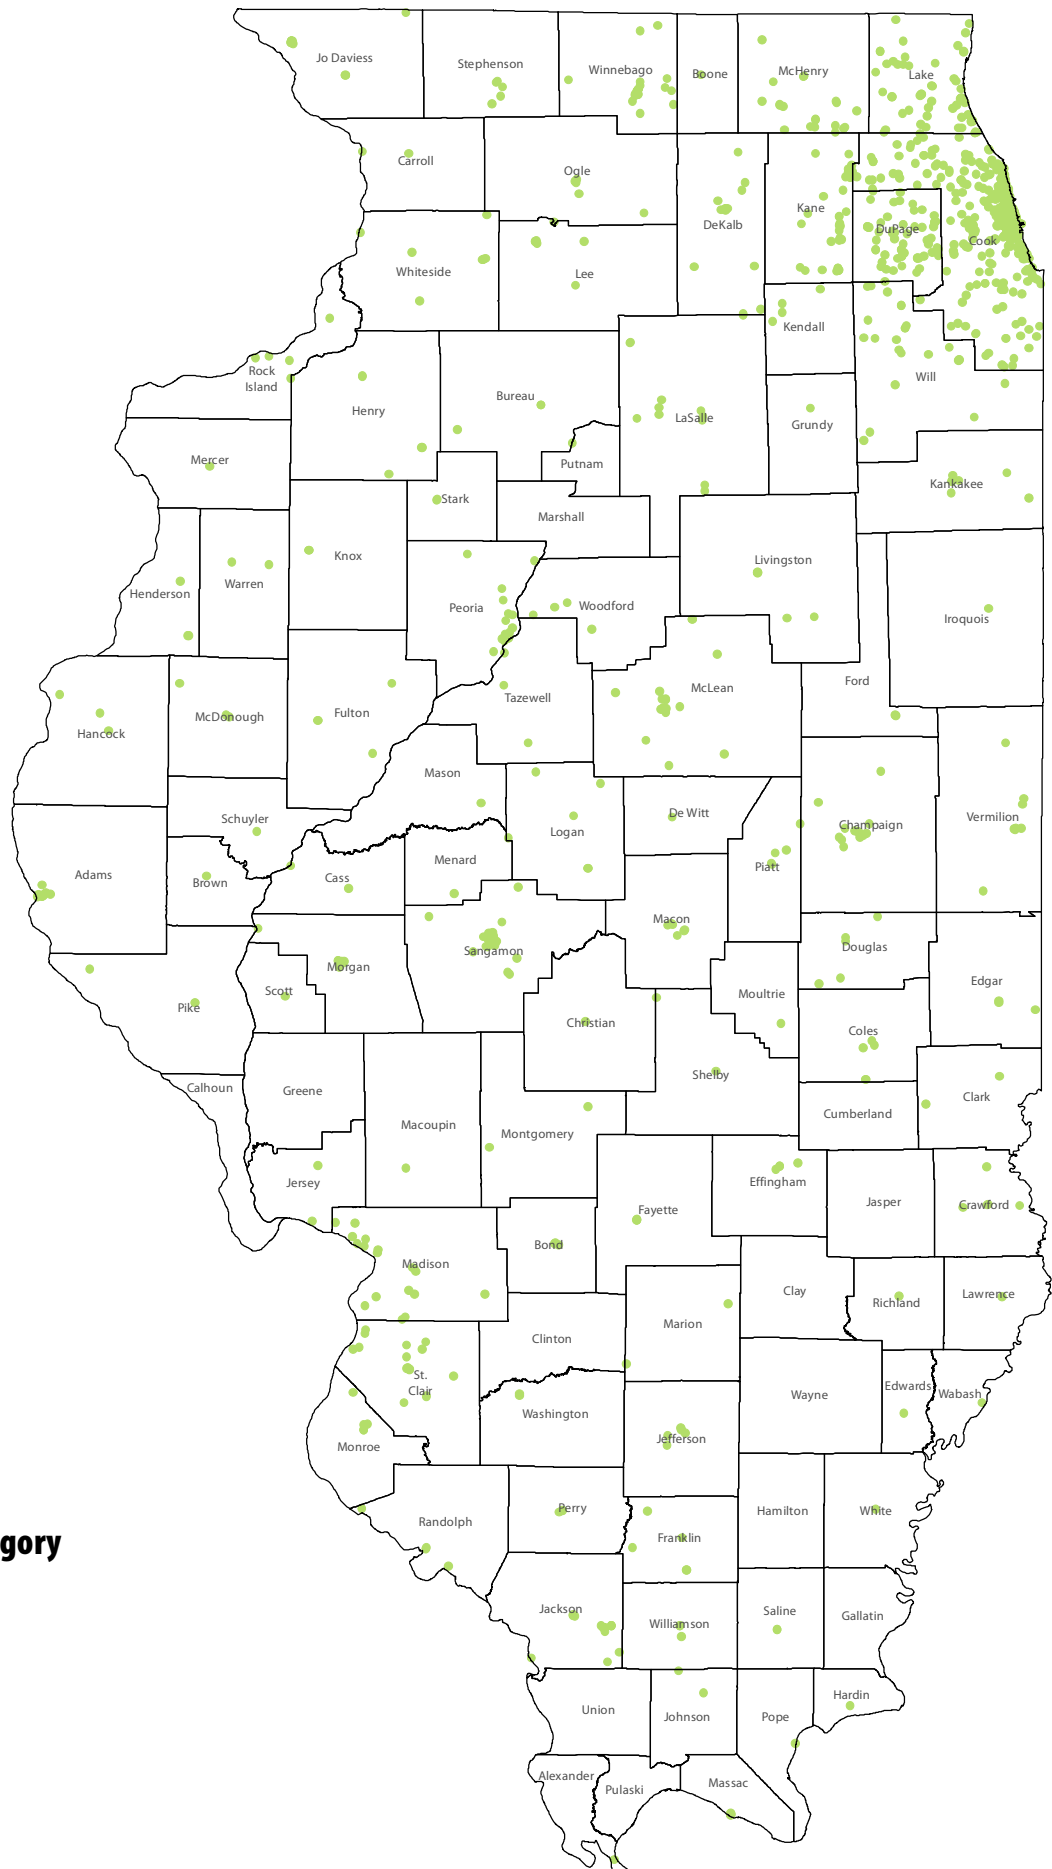 Jo Daviess
Stephenson
Winnebago
Boone
McHenry
Lake
Carroll
Ogle
DeKalb
Kane
DuPage
Cook
Whiteside
Lee
Kendall
Rock
Island
Henry
Bureau
LaSalle
Will
Grundy
Mercer
Putnam
Kankakee
Stark
Marshall
Knox
Livingston
Henderson
Warren
Peoria
Woodford
Iroquois
Ford
McLean
Tazewell
Fulton
McDonough
Hancock
Mason
Schuyler
Logan
De Witt
Champaign
Vermilion
Adams
Brown
Cass
Menard
Piatt
Macon
Sangamon
Douglas
Morgan
Scott
Edgar
Moultrie
Pike
Christian
Coles
Shelby
Calhoun
Greene
Macoupin
Montgomery
Cumberland
Clark
Jersey
Effingham
Fayette
Jasper
Crawford
Bond
Madison
Clay
Richland
Lawrence
Marion
Clinton
St.
Clair
Wayne
Edwards
Wabash
Washington
Jefferson
Monroe
Randolph
Perry
Hamilton
White
Franklin
gory
Jackson
Williamson
Saline
Gallatin
Union
Johnson
Pope
Hardin
Alexander
Pulaski
Massac